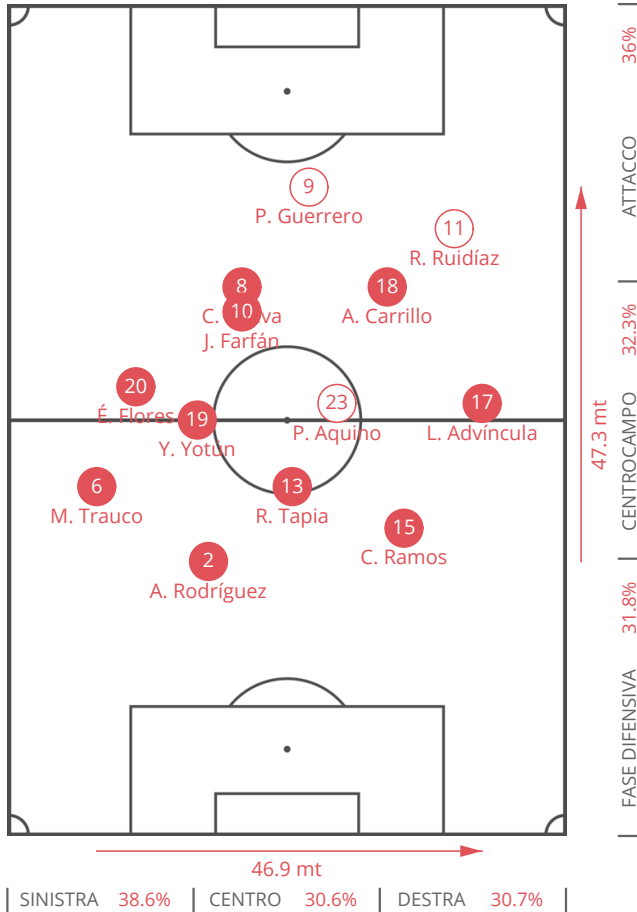 36%
ATTACCO
9
P. Guerrero
11
R. Ruidíaz
8
18
C.
10
A. Carrillo
J. Farfán
32.3%
CENTROCAMPO
47.3 mt
20
É. Flores
19
Y. Yotún
23
P. Aquino
17
L. Advíncula
6
M. Trauco
13
R. Tapia
15
C. Ramos
2
A. Rodríguez
31.8%
FASE DIFENSIVA
46.9 mt
SINISTRA 38.6% CENTRO 30.6% DESTRA 30.7%